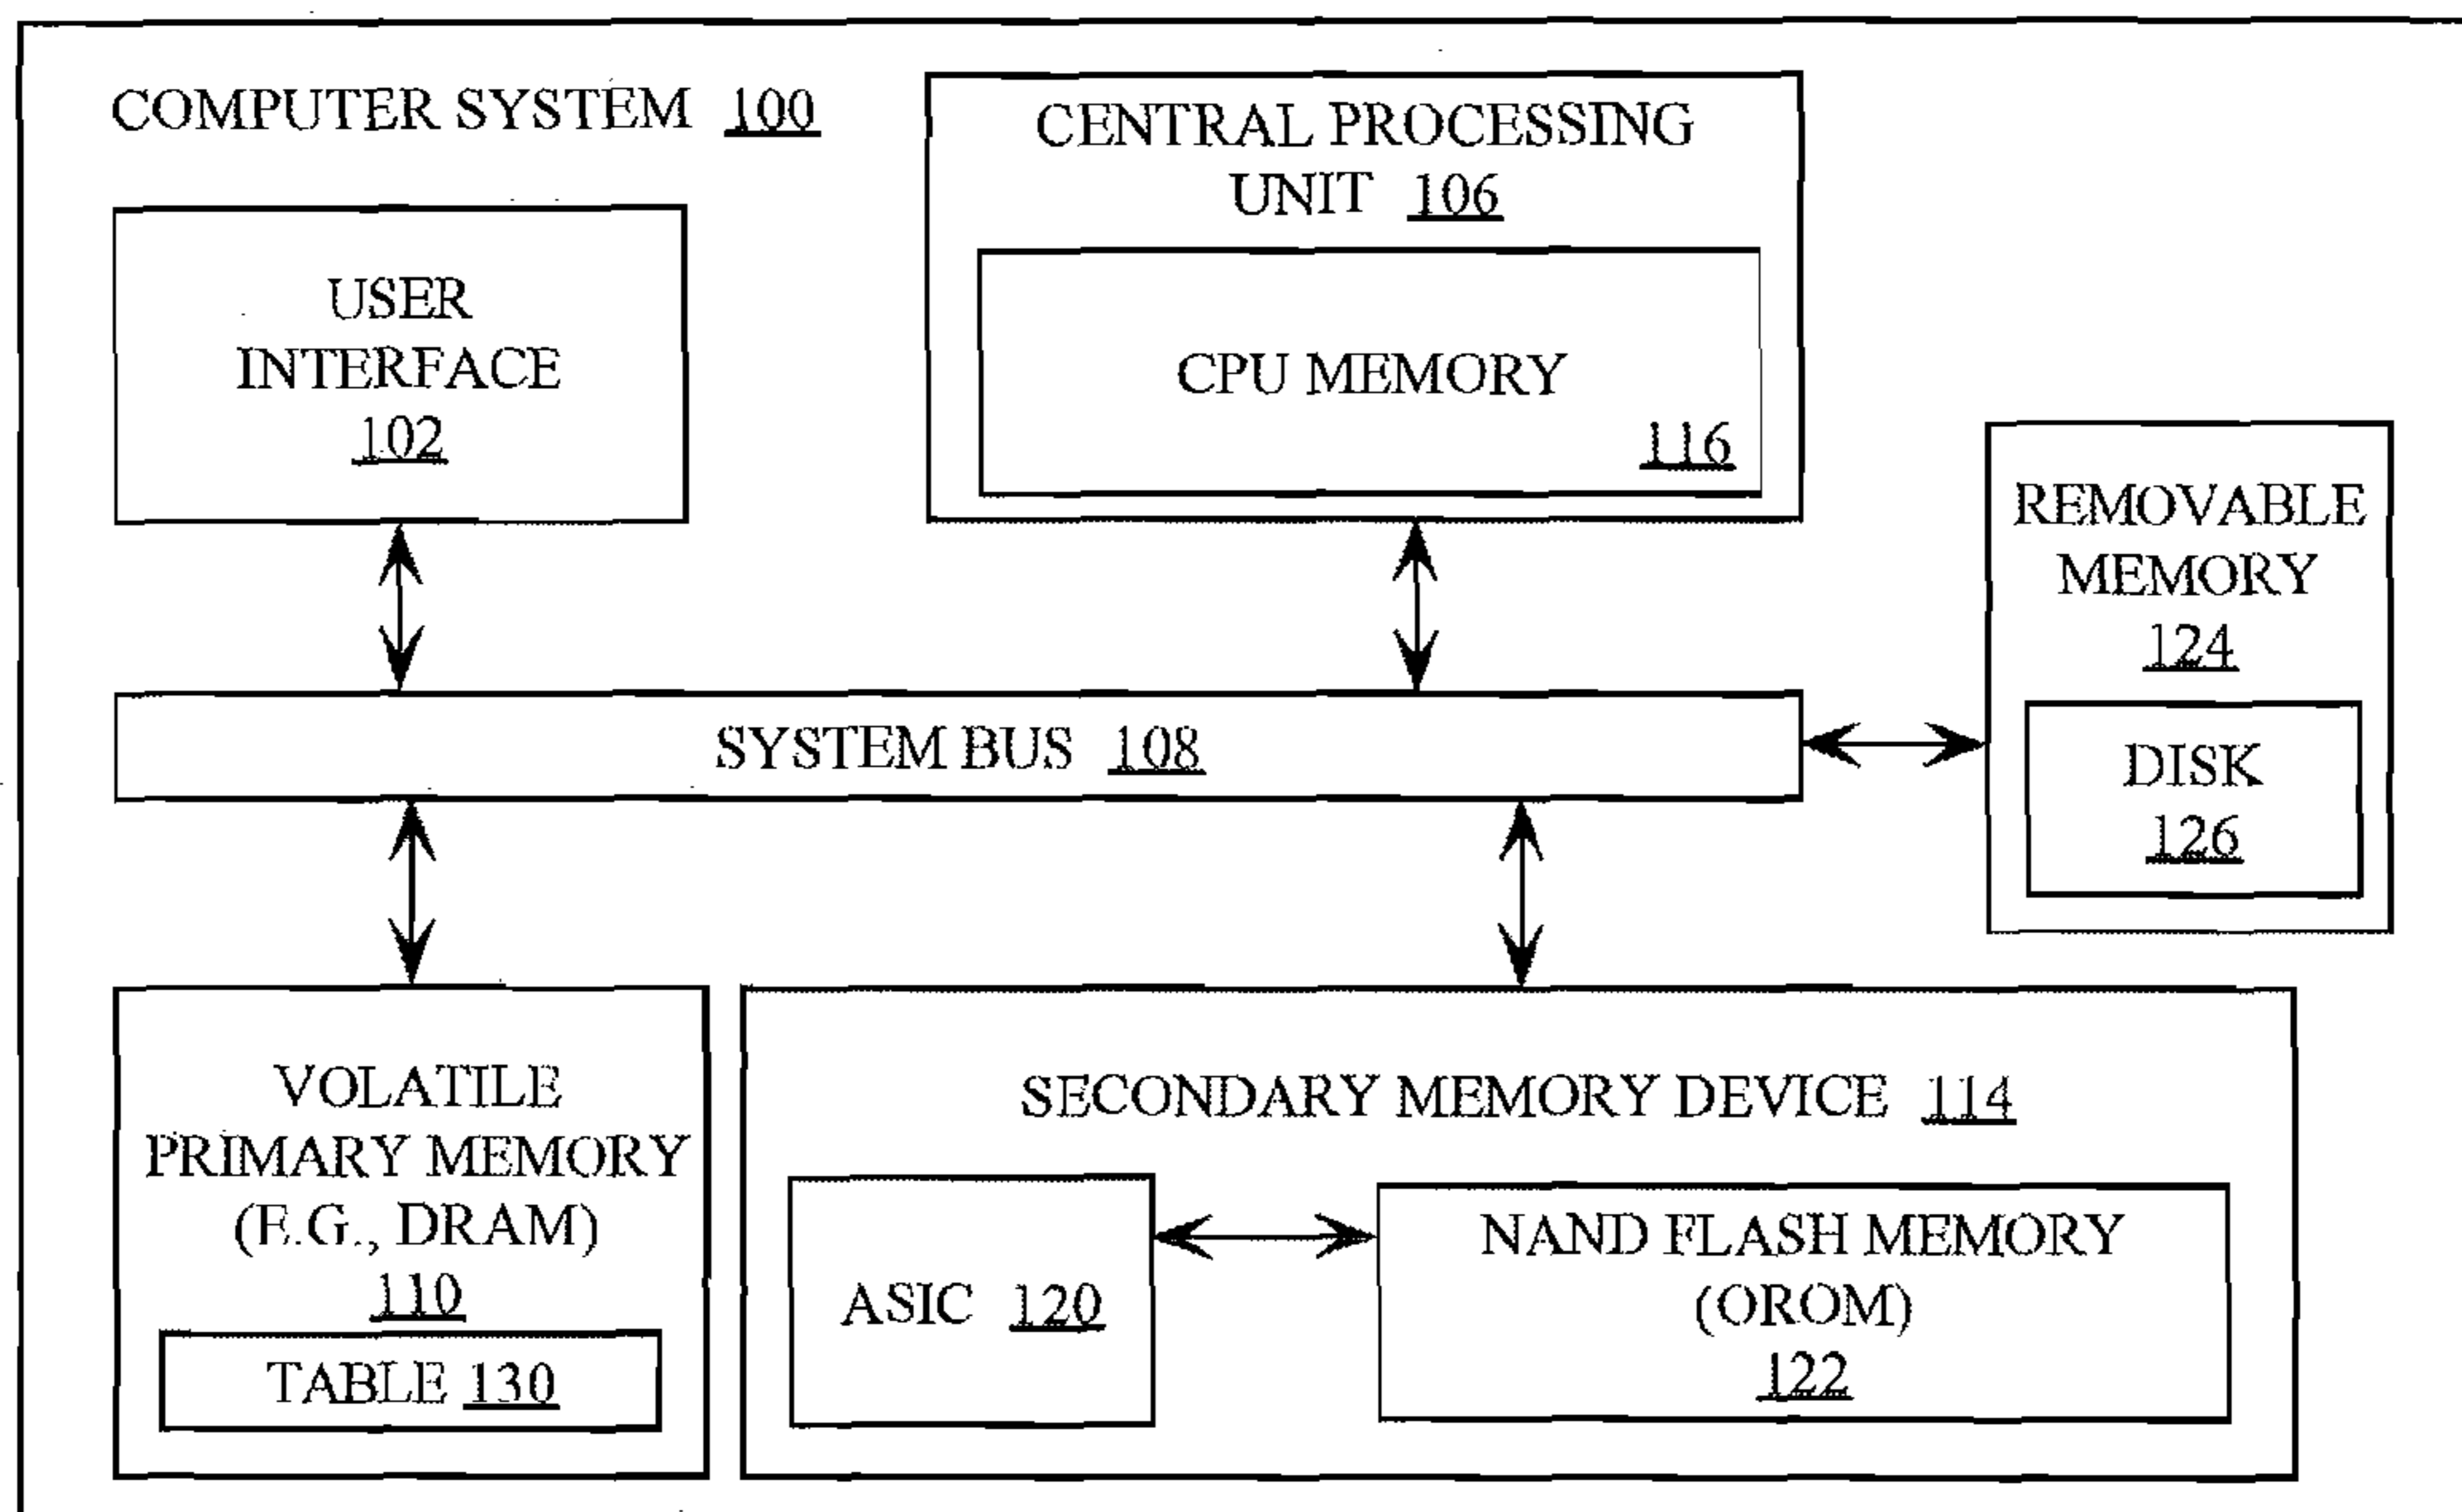 COMPUTER SYSTEM 100
CENTRAL PROCESSING
UNIT 106
USER
INTERFACE
102
CPU MEMORY
116
REMOVABLE
MEMORY
124
SYSTEM BUS 108
DISK
126
VOLATILE
PRIMARY MEMORY
(E.G., DRAM)
110
TABLE 130
SECONDARY MEMORY DEVICE 114
ASIC 120
NAND FLASH MEMORY
(OROM)
122